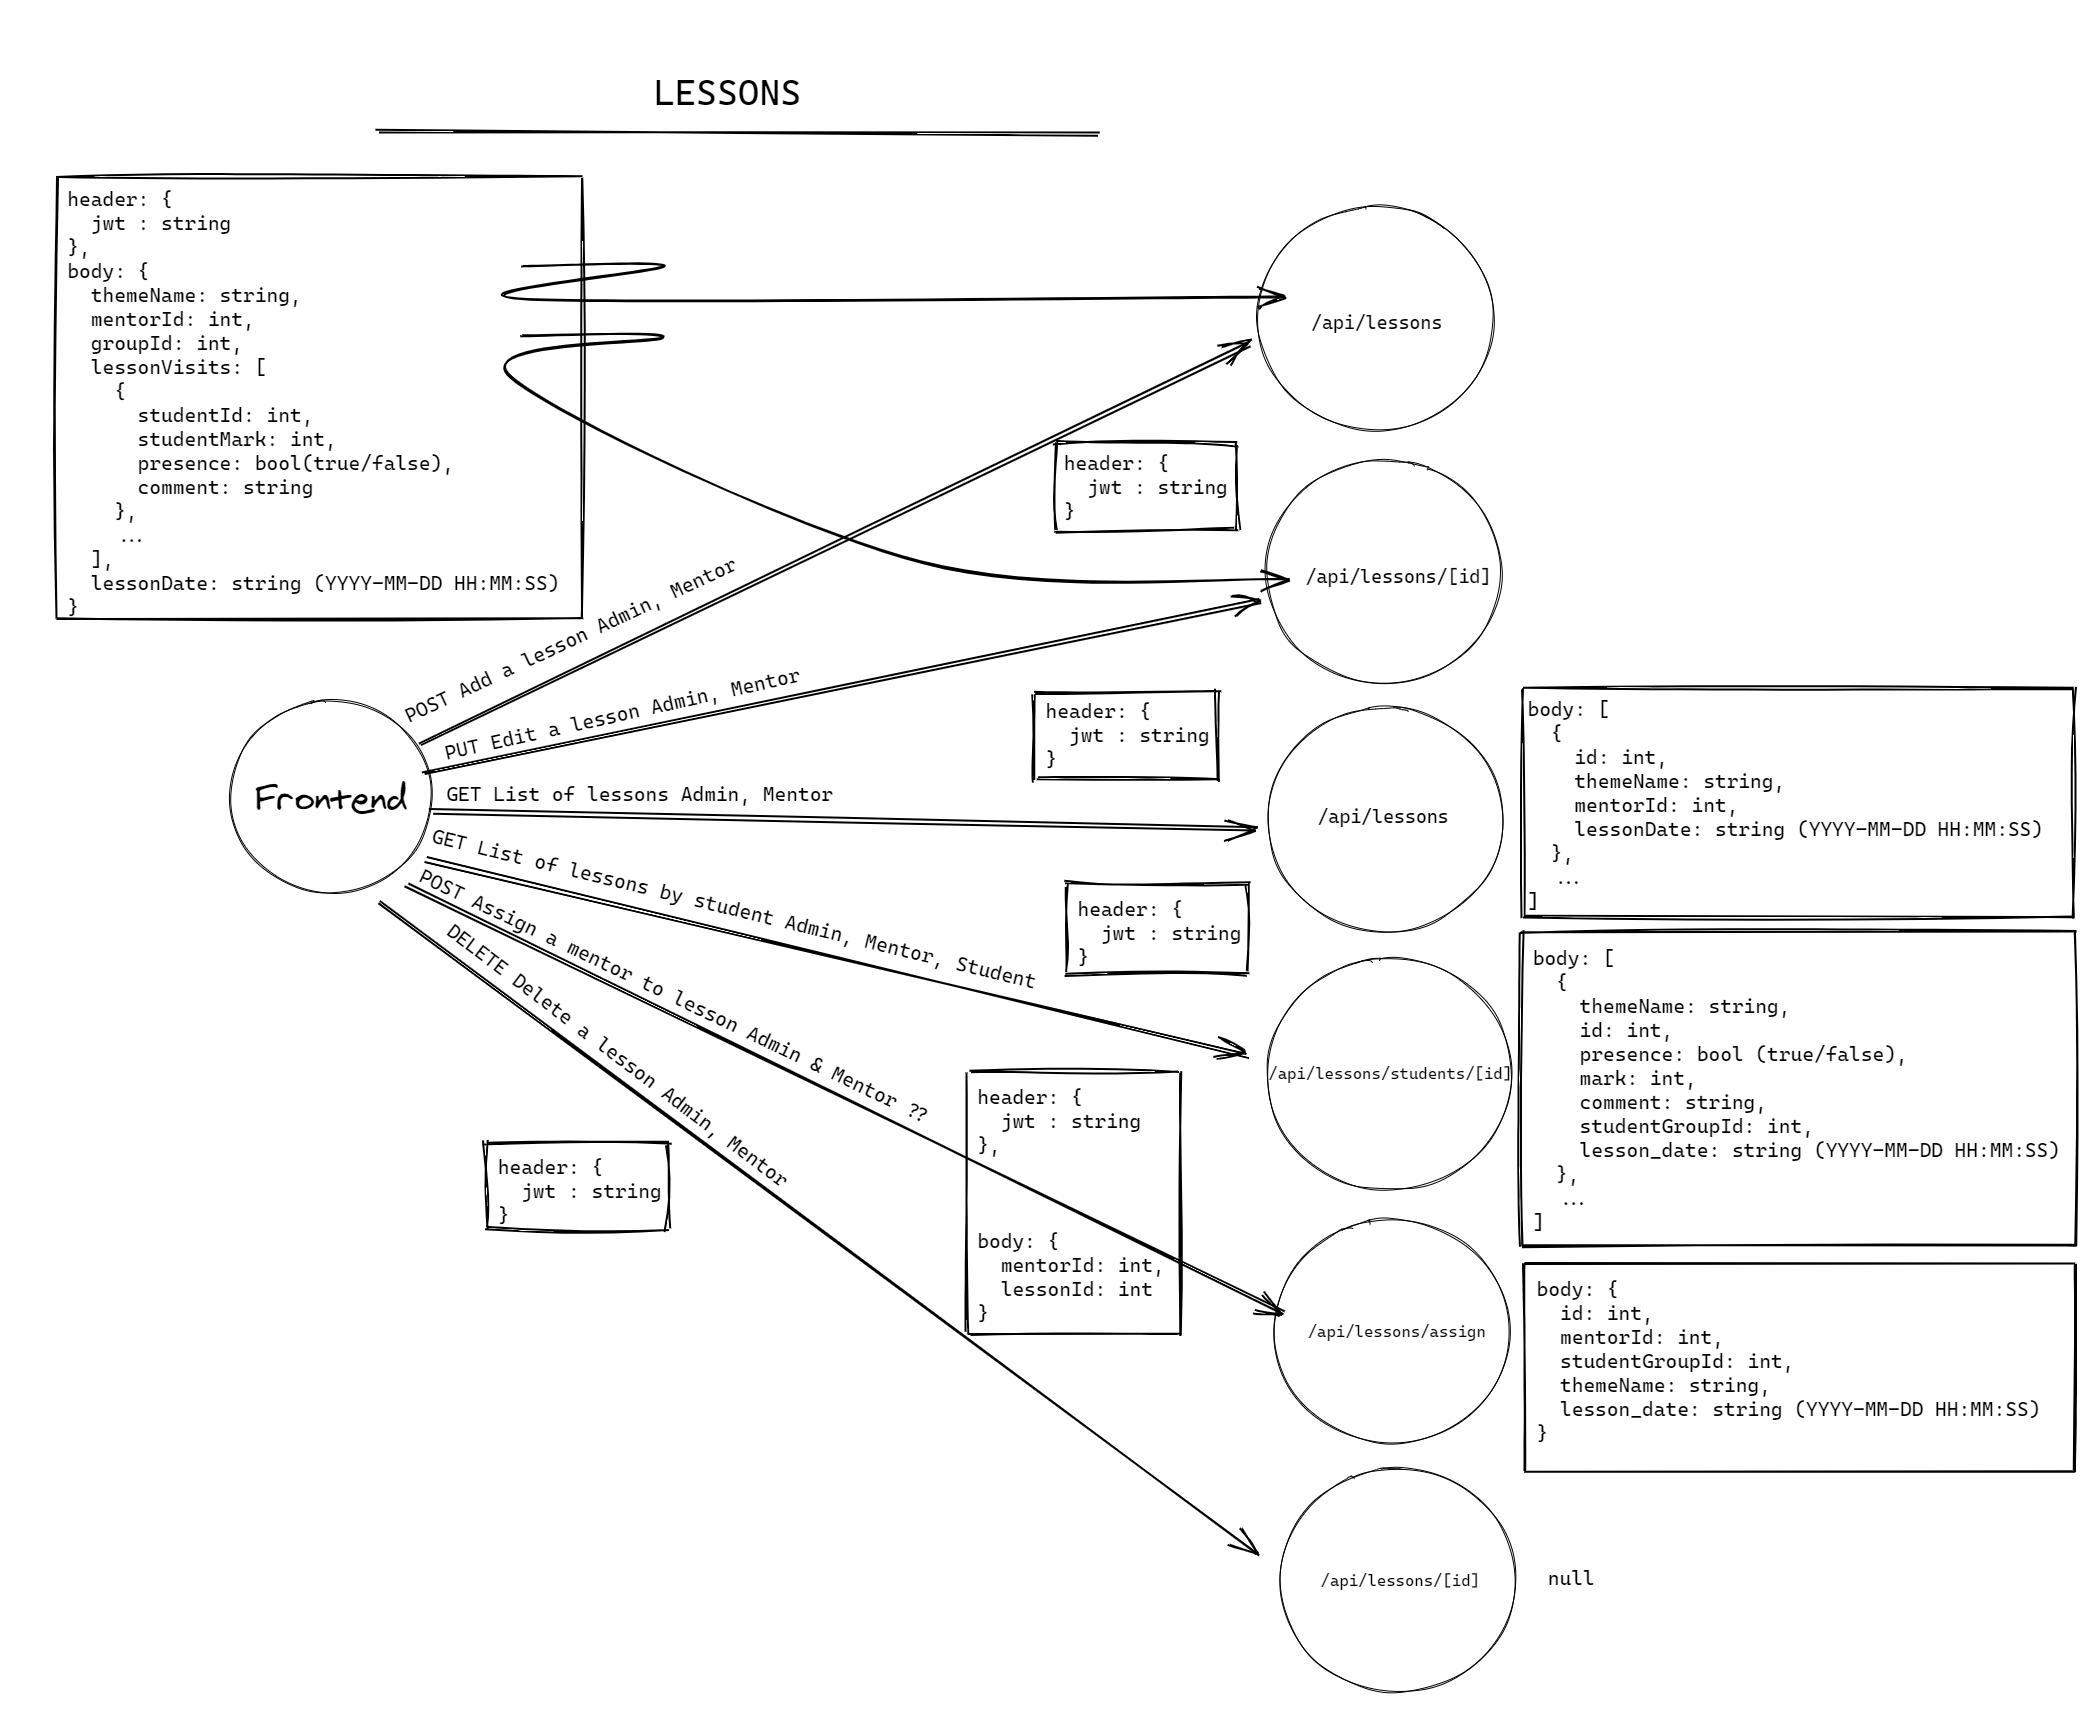 LESSONS
header: {
  jwt : string
},
body: {
  themeName: string,
  mentorId: int,
  groupId: int,
  lessonVisits: [
    {
      studentId: int,
      studentMark: int,
      presence: bool(true/false),
      comment: string
    },
    ...
  ],
  lessonDate: string (YYYY-MM-DD HH:MM:SS)
}
/api/lessons
header: {
  jwt : string
}
/api/lessons/[id]
POST Add a lesson Admin, Mentor
PUT Edit a lesson Admin, Mentor
Frontend
GET List of lessons Admin, Mentor
GET List of lessons by student Admin, Mentor, Student
POST Assign a mentor to lesson Admin & Mentor ??
DELETE Delete a lesson Admin, Mentor
header: {
  jwt : string
}
/api/lessons
body: [
  {
    id: int,
    themeName: string,
    mentorId: int,
    lessonDate: string (YYYY-MM-DD HH:MM:SS)
  },
  ...
]
header: {
  jwt : string
}
/api/lessons/students/[id]
body: [
  {
    themeName: string,
    id: int,
    presence: bool (true/false),
    mark: int,
    comment: string,
    studentGroupId: int,
    lesson_date: string (YYYY-MM-DD HH:MM:SS)
  },
  ...
]
header: {
  jwt : string
},
body: {
  mentorId: int,
  lessonId: int
}
/api/lessons/assign
body: {
  id: int,
  mentorId: int,
  studentGroupId: int,
  themeName: string,
  lesson_date: string (YYYY-MM-DD HH:MM:SS)
}
header: {
  jwt : string
}
/api/lessons/[id]
null